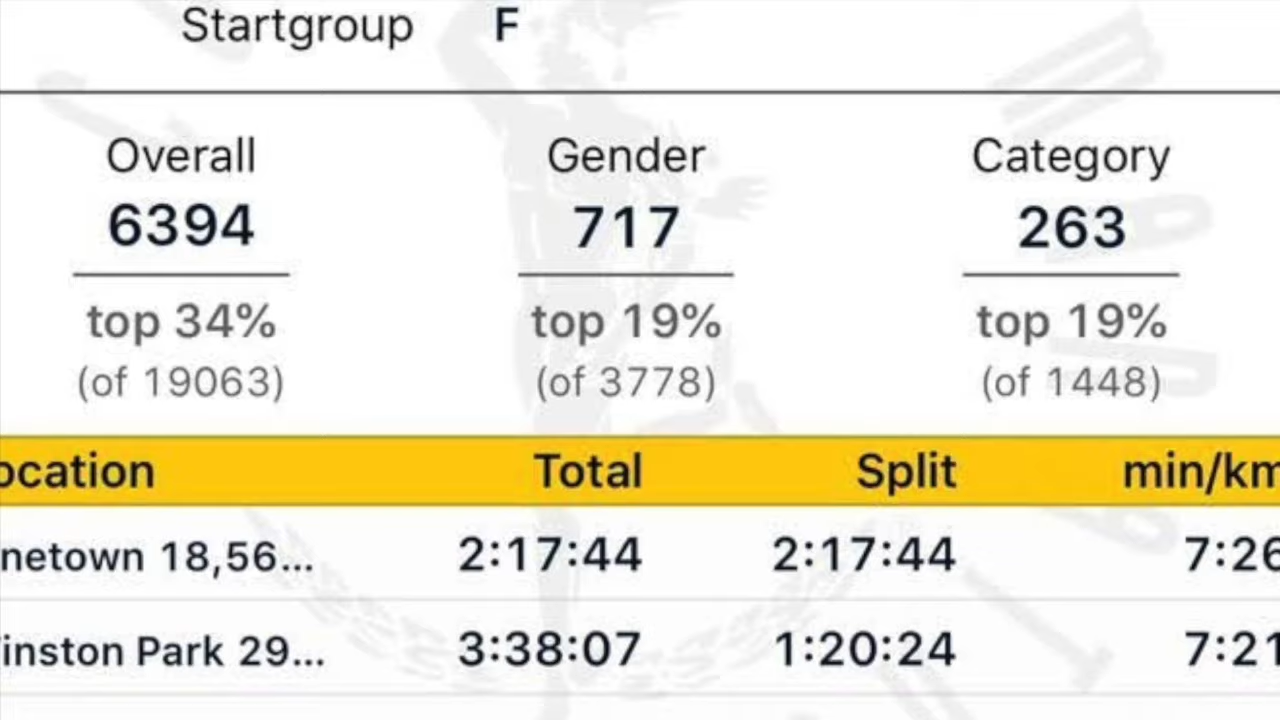 Startgroup F
Overall Gender Category
6394 717 263
top 34% top 19% top 19%
(of 19063) (of 3778) (of 1448)
ocation Total Split min/km
netown 18,56... 2:17:44 2:17:44 7:26
inston Park 29... 3:38:07 1:20:24 7:21